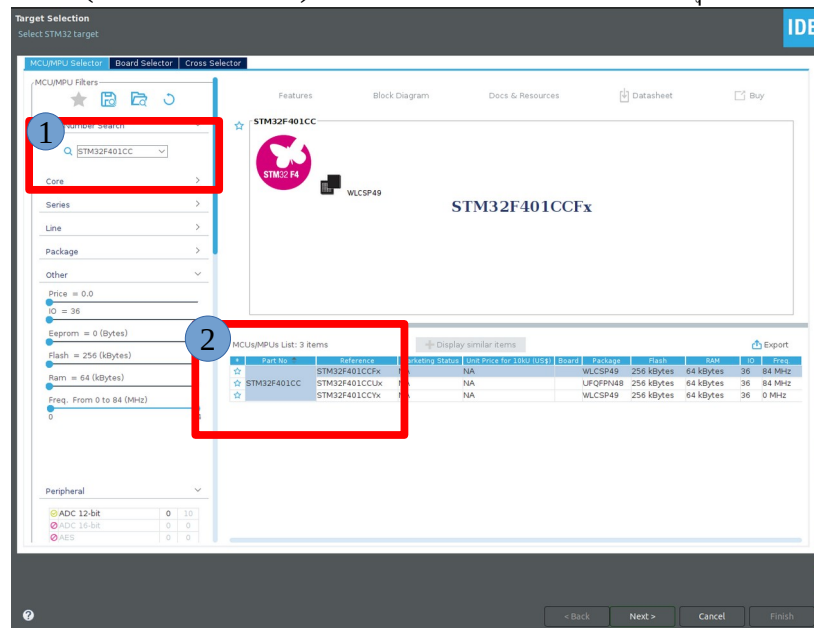 Target Selection
Select STM32 target
IDE
MCU/MPU Selector Board Selector Cross Selector
MCU/MPU Filters
Features Block Diagram Docs & Resources Datasheet Buy
Number Search
1
STM32F401CC
STM32F401CC
STM32 F4
WLCSP49
STM32F401CCFx
Core
Series
Line
Package
Other
Price = 0.0
IO = 36
Eeprom = 0 (Bytes)
Flash = 256 (kBytes)
Ram = 64 (kBytes)
Freq. From 0 to 84 (MHz)
0
2
MCUs/MPUs List: 3 items
Display similar items
Export
* Part No Reference Marketing Status Unit Price for 10kU (US$) Board Package Flash RAM IO Freq.
STM32F401CCFx NA NA WLCSP49 256 kBytes 64 kBytes 36 84 MHz
STM32F401CC STM32F401CCUx NA NA UFQFPN48 256 kBytes 64 kBytes 36 84 MHz
STM32F401CCYx NA NA WLCSP49 256 kBytes 64 kBytes 36 0 MHz
Peripheral
ADC 12-bit 0 10
ADC 16-bit 0 0
AES 0 0
?
< Back Next > Cancel Finish